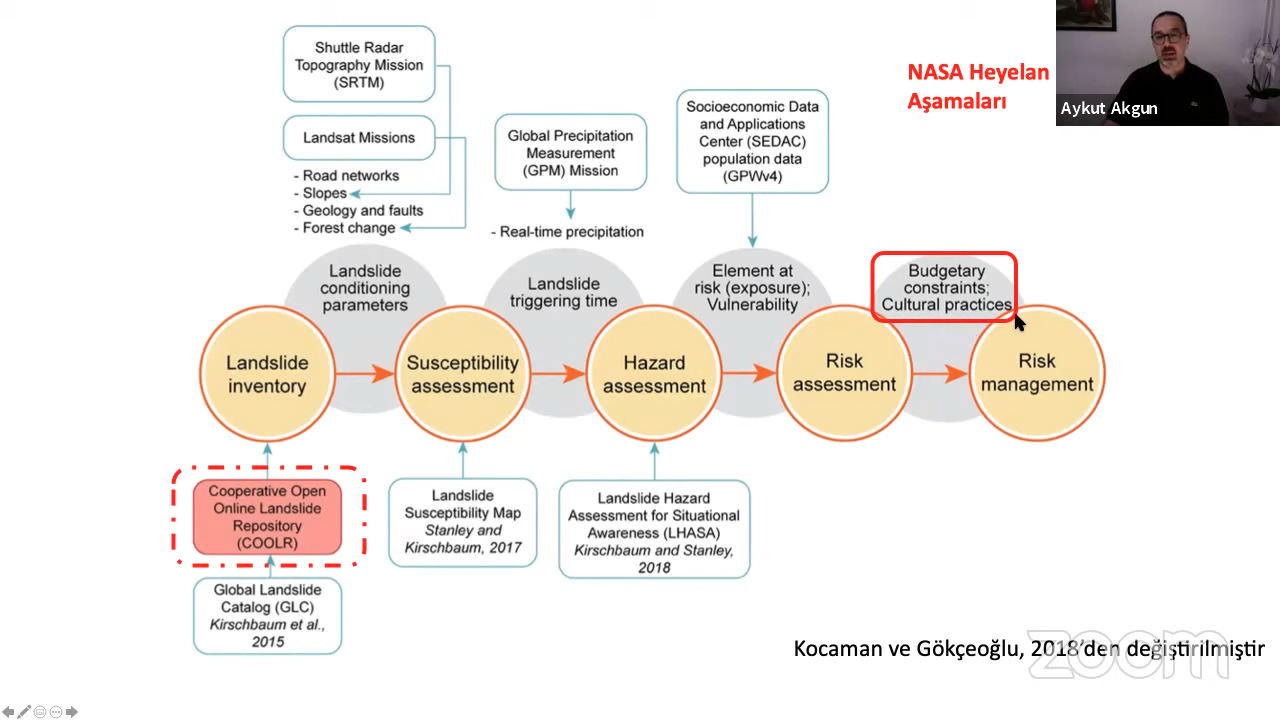 Shuttle Radar
Topography Mission
(SRTM)
Landsat Missions
- Road networks
- Slopes
- Geology and faults
- Forest change
Global Precipitation
Measurement
(GPM) Mission
- Real-time precipitation
Socioeconomic Data
and Applications
Center (SEDAC)
population data
(GPWv4)
NASA Heyelan
Aşamaları
Aykut Akgun
Landslide
conditioning
parameters
Landslide
triggering time
Element at
risk (exposure);
Vulnerability
Budgetary
constraints;
Cultural practices
Landslide
inventory
Susceptibility
assessment
Hazard
assessment
Risk
assessment
Risk
management
Cooperative Open
Online Landslide
Repository
(COOLR)
Global Landslide
Catalog (GLC)
Kirschbaum et al.,
2015
Landslide
Susceptibility Map
Stanley and
Kirschbaum, 2017
Landslide Hazard
Assessment for Situational
Awareness (LHASA)
Kirschbaum and Stanley,
2018
Kocaman ve Gökçeoğlu, 2018’den değiştirilmiştir
zoom